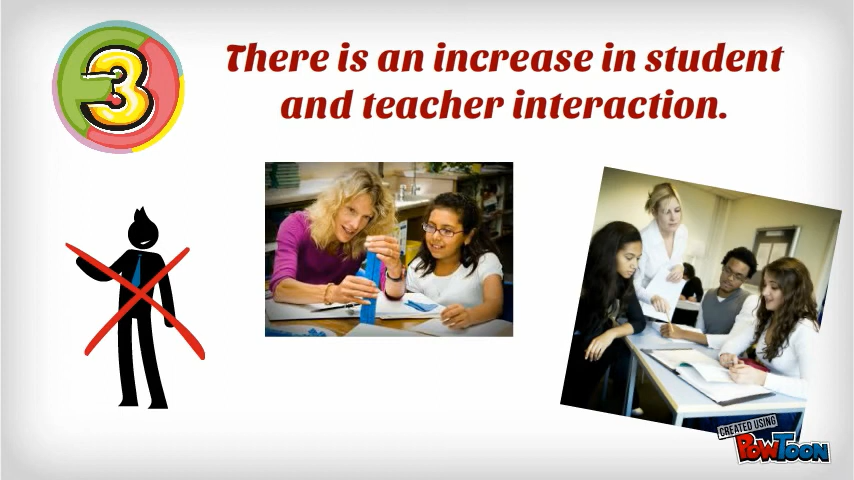 3
There is an increase in student
and teacher interaction.
CREATED USING
POWTOON